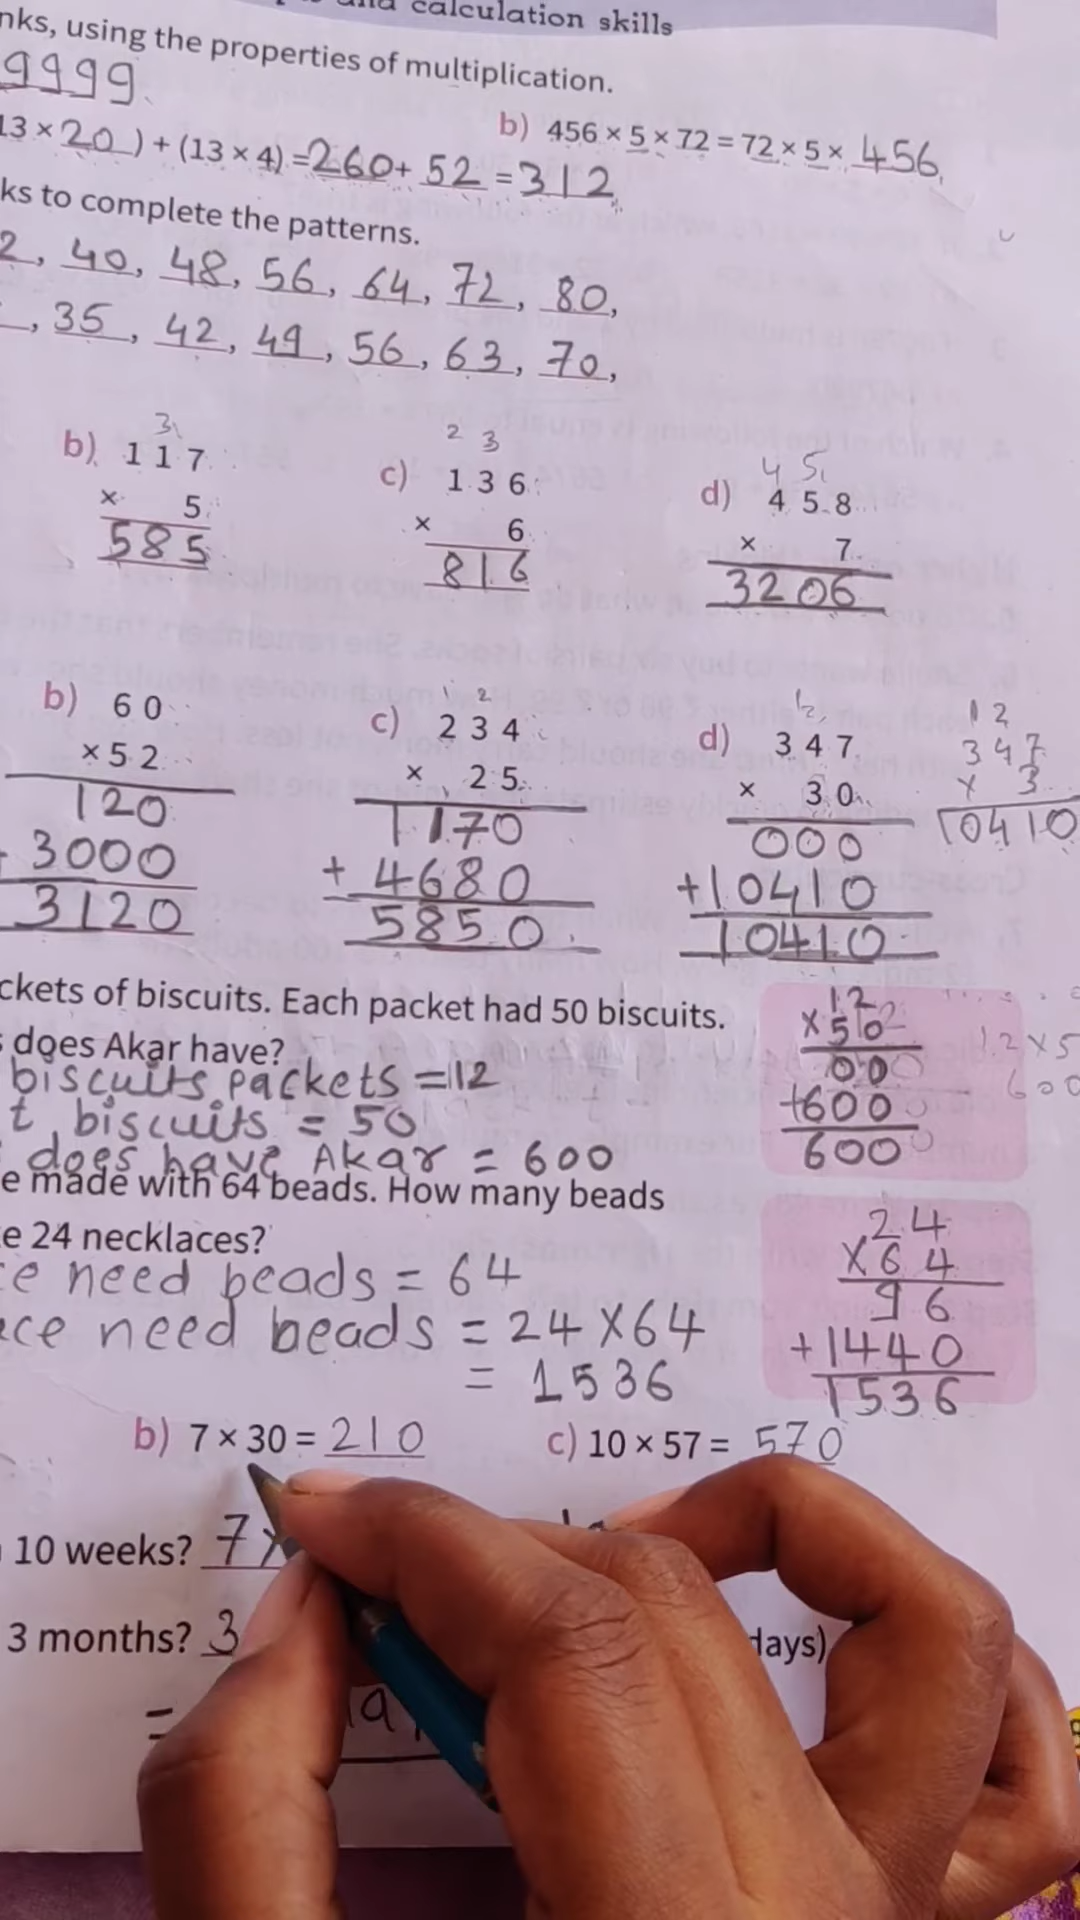 and calculation skills
nks, using the properties of multiplication.
9999
13 × 20 ) + (13 × 4) = 260 + 52 = 312
b) 456 × 5 × 72 = 72 × 5 × 456
ks to complete the patterns.
2, 40, 48, 56, 64, 72, 80,
, 35, 42, 49, 56, 63, 70,
3
b) 117
× 5
585
2 3
c) 136
× 6
816
4 5
d) 458
× 7
3206
b) 60
×52
120
+ 3000
3120
1 2
c) 234
× 25
1170
+ 4680
5850
1 2
d) 347
× 30
000
+10410
10410
1 2
347
× 3
10410
ckets of biscuits. Each packet had 50 biscuits.
does Akar have?
biscuits packets = 12
t biscuits = 50
does have Akar = 600
12
×50
00
+600
600
12×5
600
e made with 64 beads. How many beads
e 24 necklaces?
ce need beads = 64
ace need beads = 24×64
= 1536
24
×64
96
+1440
1536
b) 7 × 30 = 210
c) 10 × 57 = 570
10 weeks? 7×
3 months? 3 days)
=